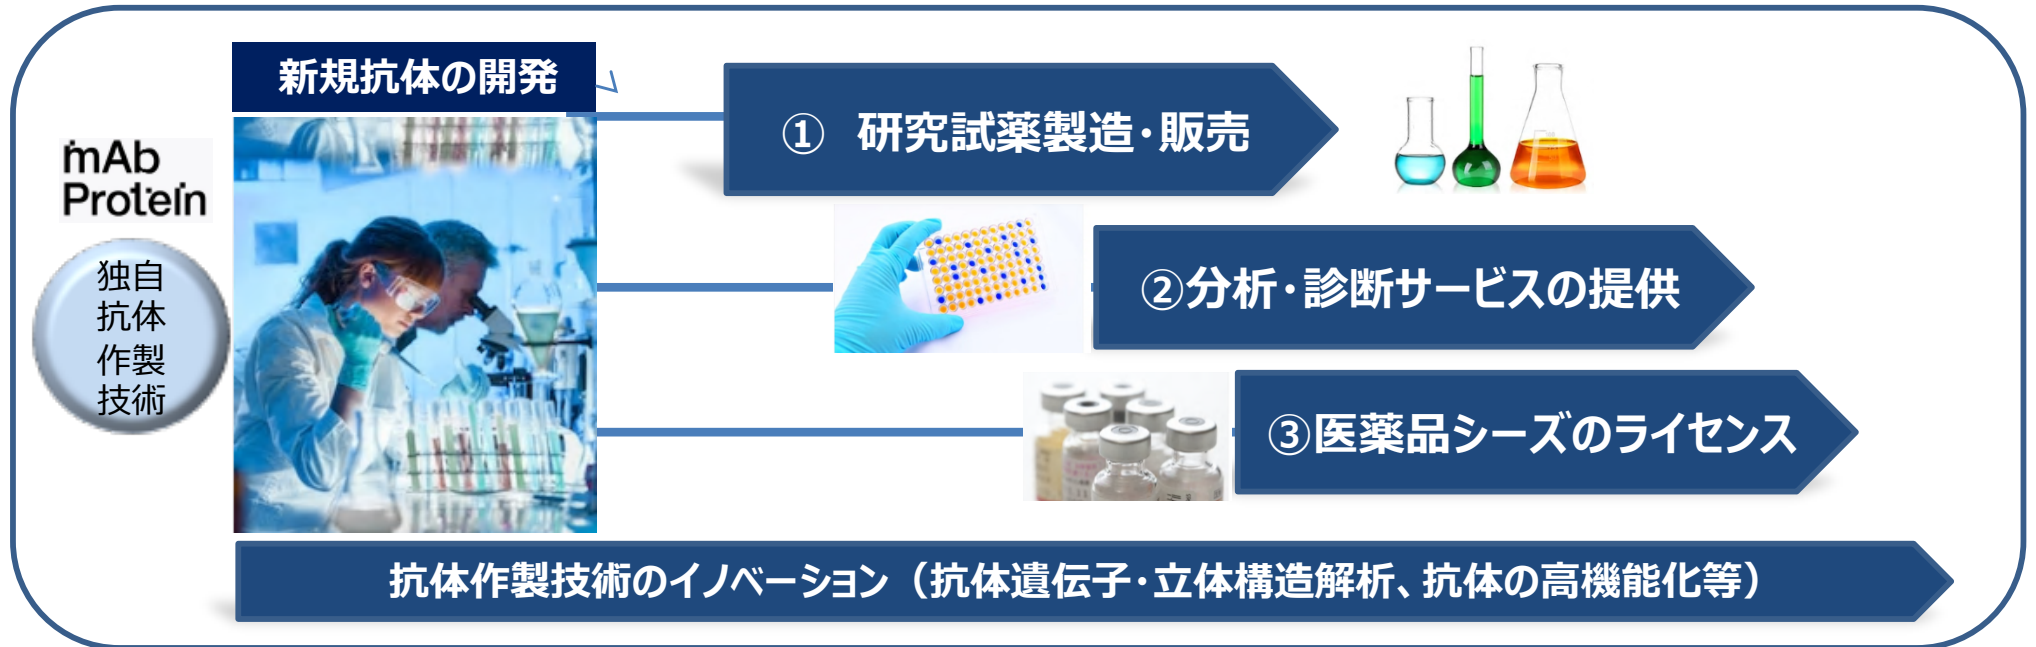 新規抗体の開発
① 研究試薬製造・販売
mAb
Protein
独自
抗体
作製
技術
②分析・診断サービスの提供
③医薬品シーズのライセンス
抗体作製技術のイノベーション（抗体遺伝子・立体構造解析、抗体の高機能化等）